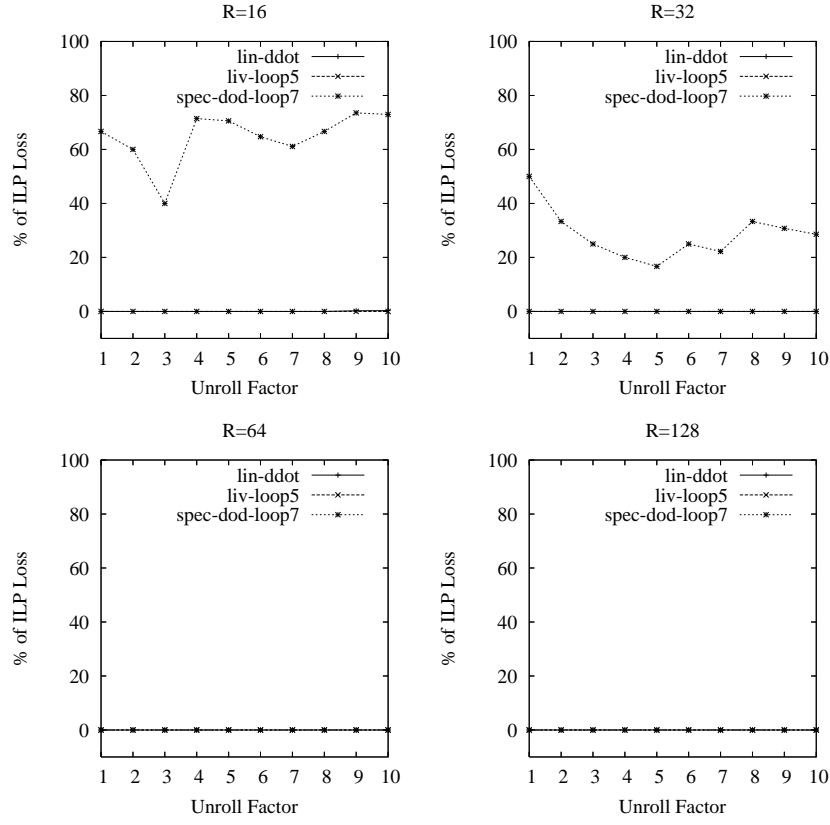 R=16
100
80
60
40
20
0
% of ILP Loss
lin-ddot
liv-loop5
spec-dod-loop7
1 2 3 4 5 6 7 8 9 10
Unroll Factor
R=32
100
80
60
40
20
0
% of ILP Loss
lin-ddot
liv-loop5
spec-dod-loop7
1 2 3 4 5 6 7 8 9 10
Unroll Factor
R=64
100
80
60
40
20
0
% of ILP Loss
lin-ddot
liv-loop5
spec-dod-loop7
1 2 3 4 5 6 7 8 9 10
Unroll Factor
R=128
100
80
60
40
20
0
% of ILP Loss
lin-ddot
liv-loop5
spec-dod-loop7
1 2 3 4 5 6 7 8 9 10
Unroll Factor